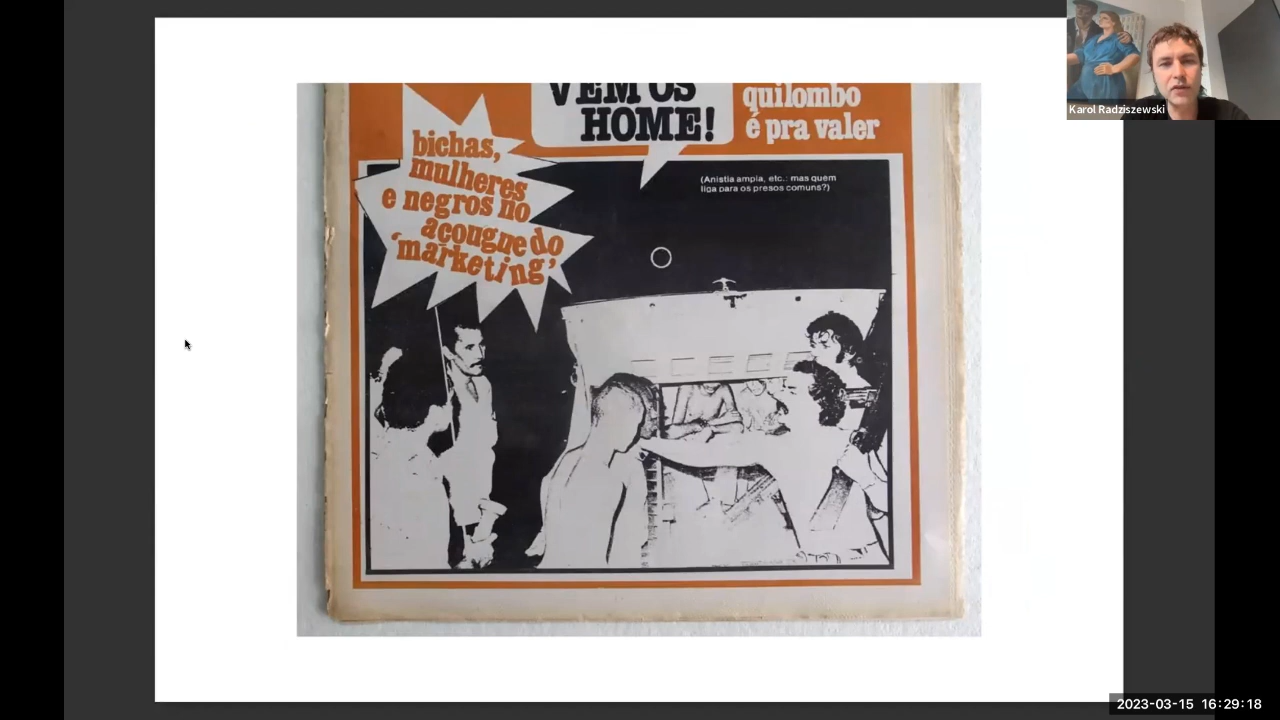 VEM OS
HOME!
quilombo
é pra valer
bichas,
mulheres
e negros no
açougue do
'marketing'
(Anistia ampla, etc.: mas quem
liga para os presos comuns?)
Karol Radziszewski
2023-03-15 16:29:18